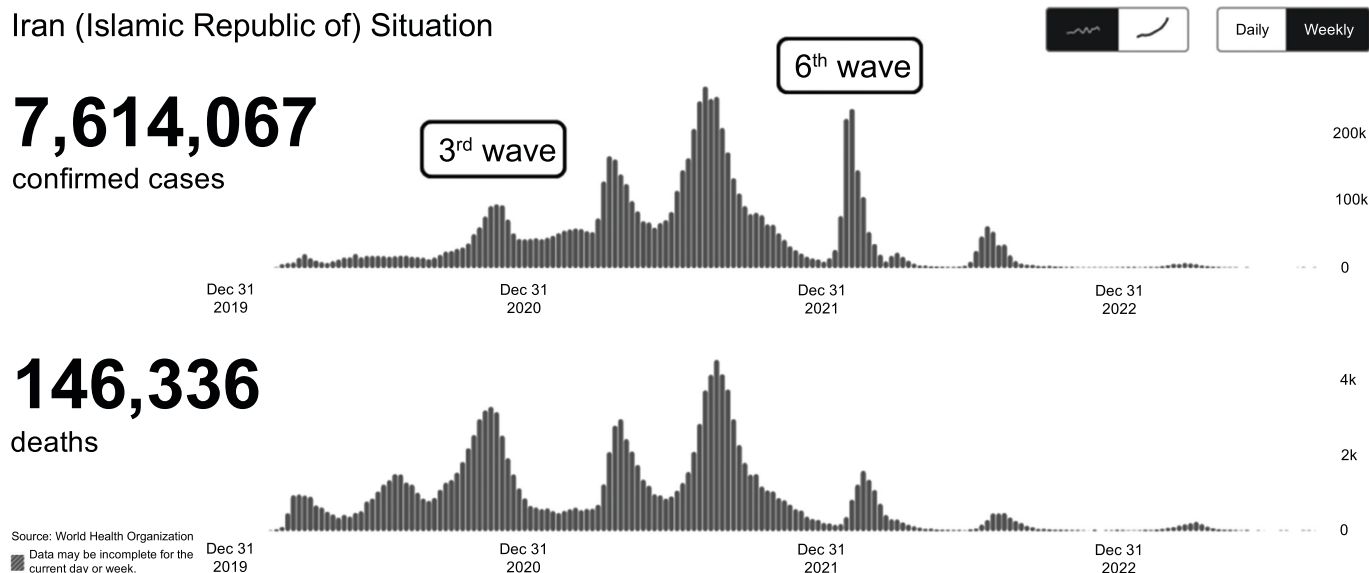 Iran (Islamic Republic of) Situation
Daily
Weekly
7,614,067
confirmed cases
3rd wave
6th wave
200k
100k
0
Dec 31
2019
Dec 31
2020
Dec 31
2021
Dec 31
2022
146,336
deaths
4k
2k
0
Source: World Health Organization
Data may be incomplete for the
current day or week.
Dec 31
2019
Dec 31
2020
Dec 31
2021
Dec 31
2022